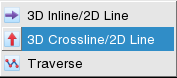 3D Inline/2D Line
3D Crossline/2D Line
Traverse